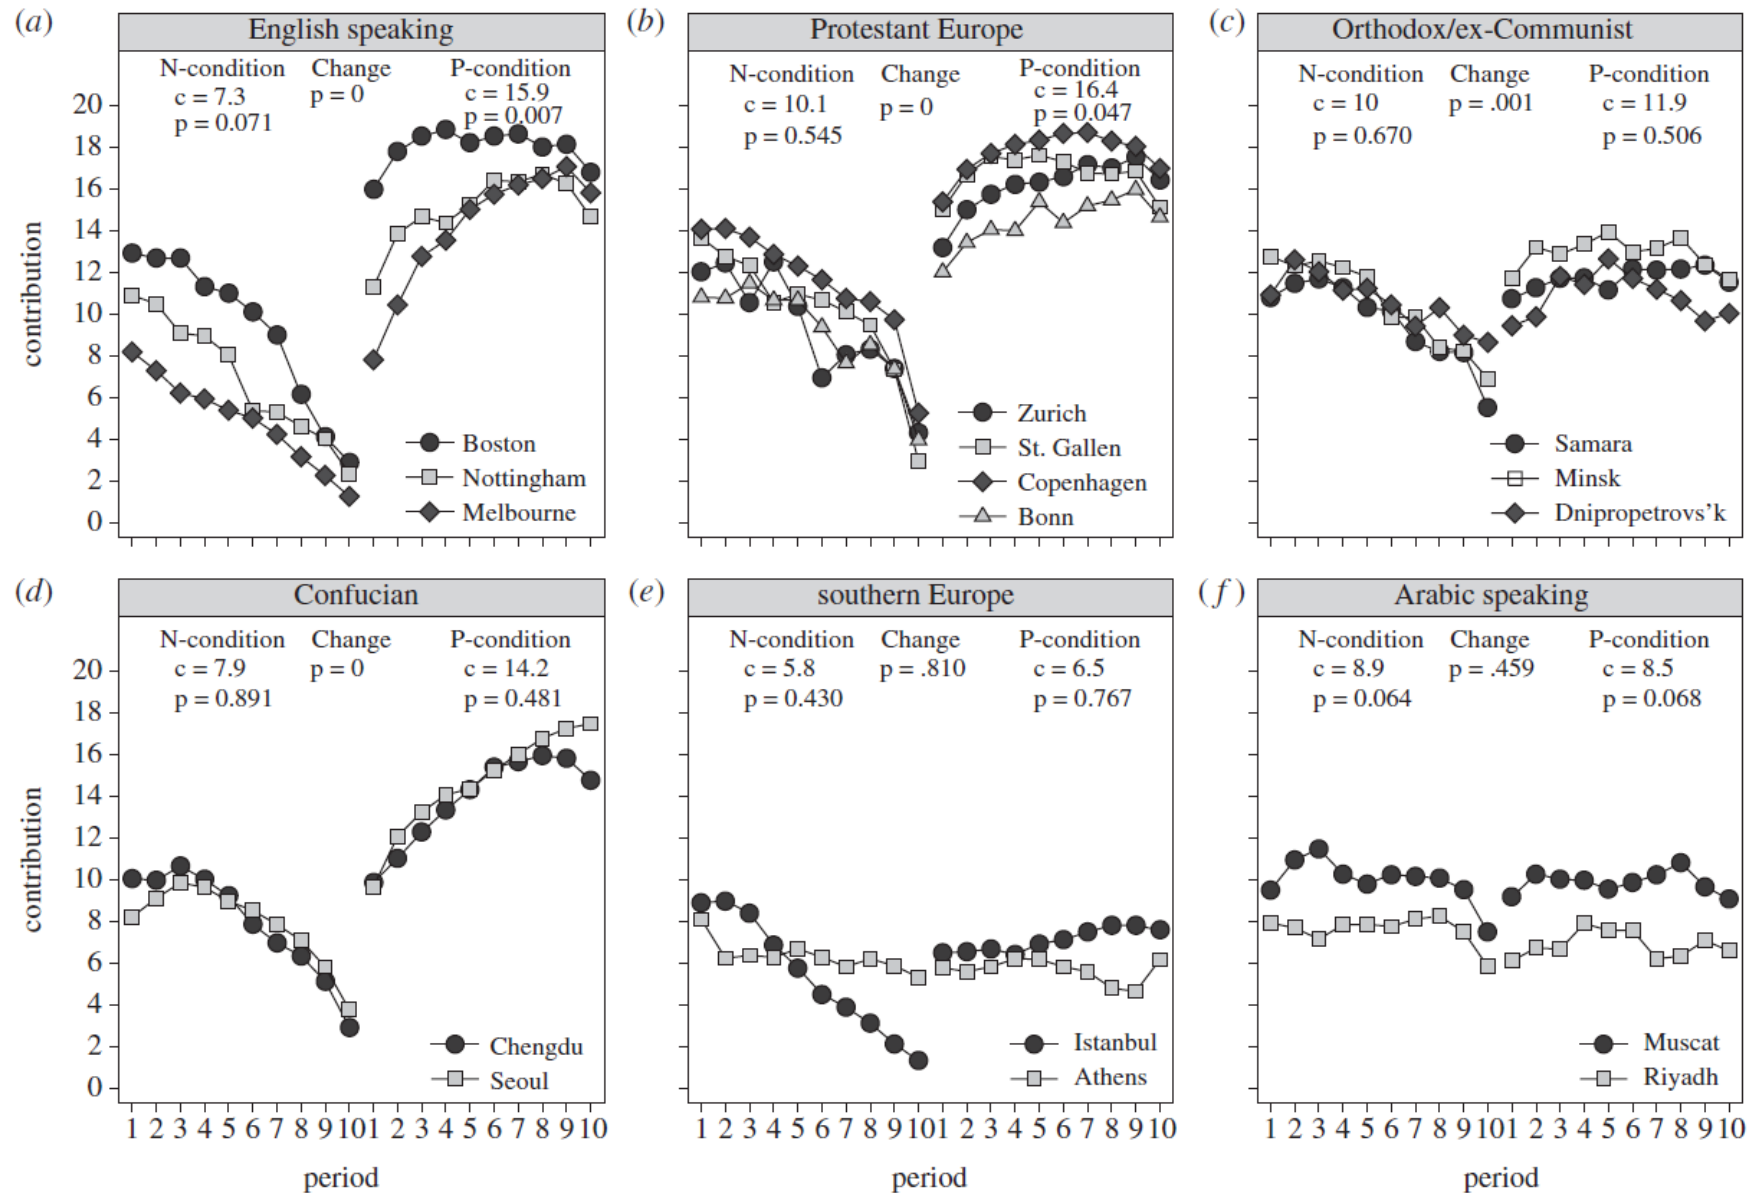 (a) English speaking
N-condition Change P-condition
c = 7.3 p = 0 c = 15.9
p = 0.071 p = 0.007
20
18
16
14
12
10
8
6
4
2
0
contribution
Boston
Nottingham
Melbourne
(b) Protestant Europe
N-condition Change P-condition
c = 10.1 p = 0 c = 16.4
p = 0.545 p = 0.047
Zurich
St. Gallen
Copenhagen
Bonn
(c) Orthodox/ex-Communist
N-condition Change P-condition
c = 10 p = .001 c = 11.9
p = 0.670 p = 0.506
Samara
Minsk
Dnipropetrovs'k
(d) Confucian
N-condition Change P-condition
c = 7.9 p = 0 c = 14.2
p = 0.891 p = 0.481
20
18
16
14
12
10
8
6
4
2
0
contribution
Chengdu
Seoul
1 2 3 4 5 6 7 8 9 101 2 3 4 5 6 7 8 9 10
period
(e) southern Europe
N-condition Change P-condition
c = 5.8 p = .810 c = 6.5
p = 0.430 p = 0.767
Istanbul
Athens
1 2 3 4 5 6 7 8 9 101 2 3 4 5 6 7 8 9 10
period
(f) Arabic speaking
N-condition Change P-condition
c = 8.9 p = .459 c = 8.5
p = 0.064 p = 0.068
Muscat
Riyadh
1 2 3 4 5 6 7 8 9 101 2 3 4 5 6 7 8 9 10
period